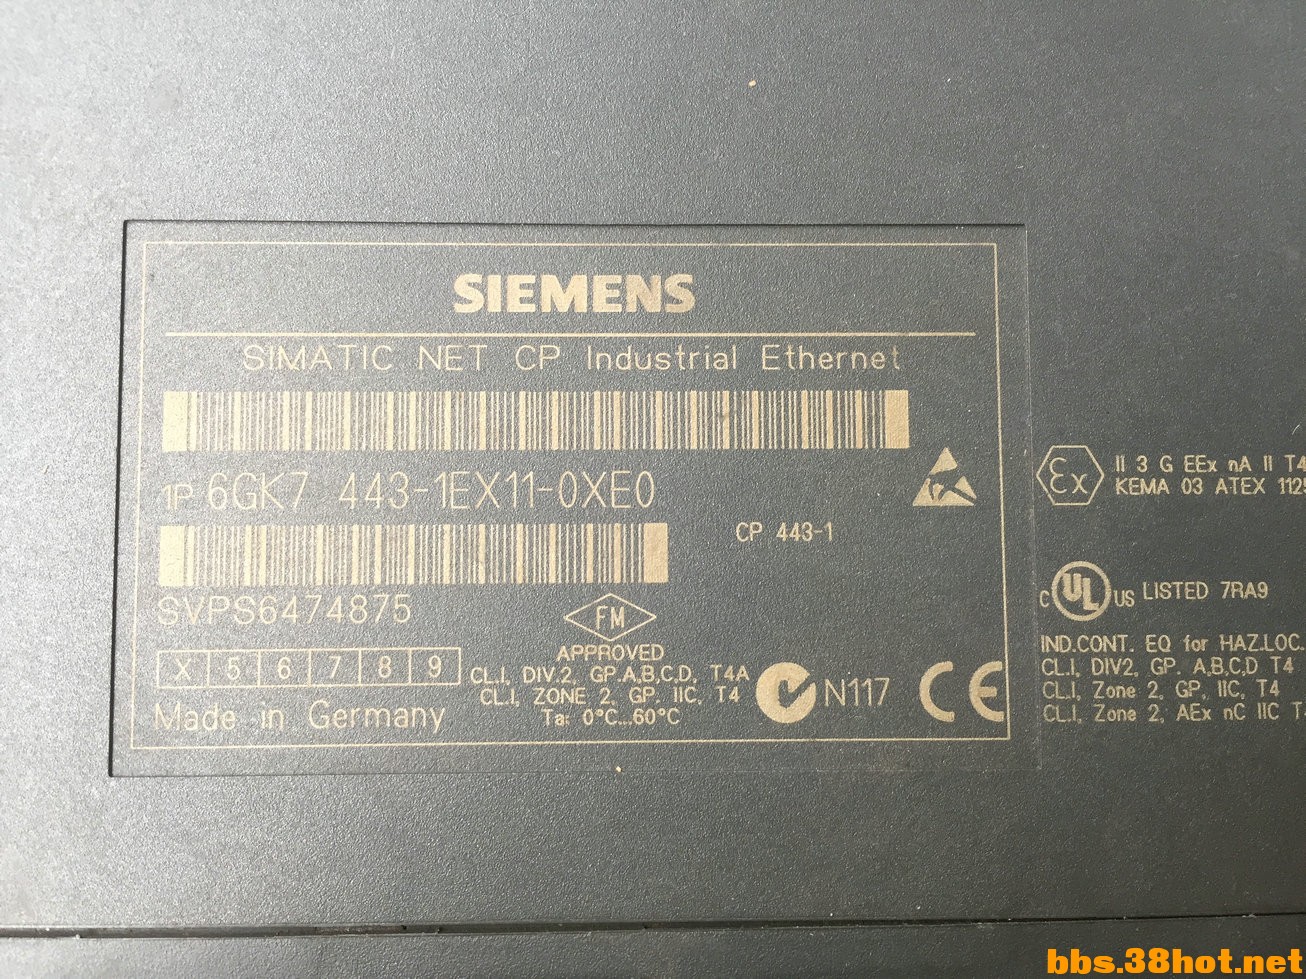 SIEMENS
SIMATIC NET CP Industrial Ethernet
1P 6GK7 443-1EX11-0XE0
CP 443-1
SVPS6474875
FM
APPROVED
CL.I, DIV.2, GP.A,B,C,D, T4A
CL.I, ZONE 2, GP. IIC, T4
Ta: 0°C...60°C
X 5 6 7 8 9
Made in Germany
N117
CE
Ex
II 3 G EEx nA II T4
KEMA 03 ATEX 1125
C UL US LISTED 7RA9
IND.CONT. EQ for HAZ.LOC.
CL.I, DIV2, GP. A,B,C,D T4
CL.I, Zone 2, GP, IIC, T4
CL.I, Zone 2, AEx nC IIC T
bbs.38hot.net